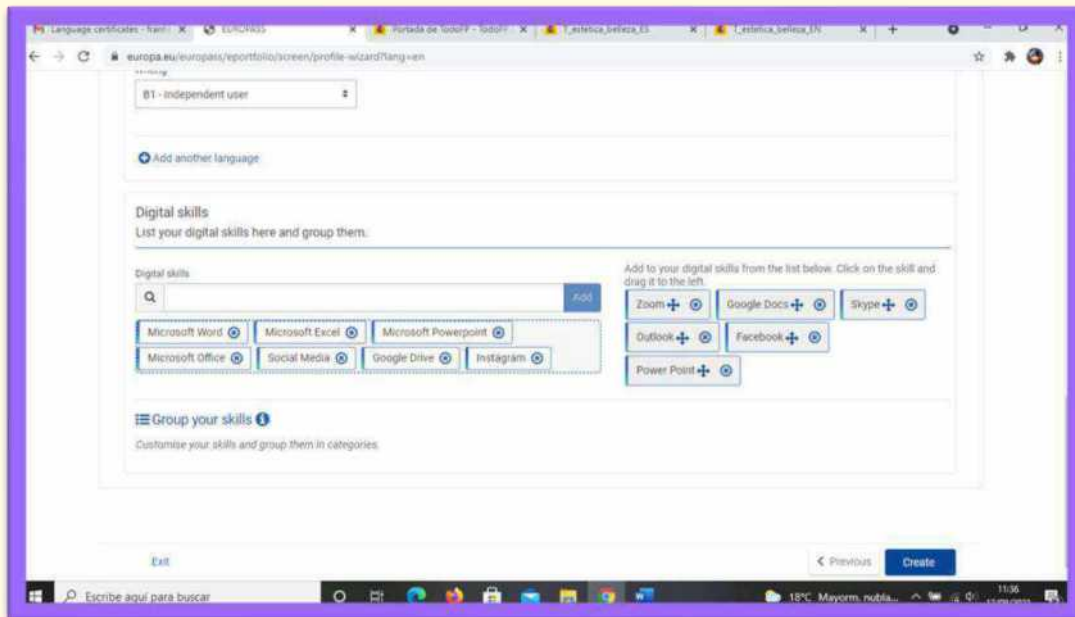 Language certificates - frankf
EUROPASS
Portada de TodoFP - TodoFP
T_estetica_belleza_ES
T_estetica_belleza_EN
europa.eu/europass/eportfolio/screen/profile-wizard?lang=en
Writing
B1 - Independent user
Add another language
Digital skills
List your digital skills here and group them.
Digital skills
Add
Add to your digital skills from the list below. Click on the skill and
drag it to the left.
Microsoft Word
Microsoft Excel
Microsoft Powerpoint
Microsoft Office
Social Media
Google Drive
Instagram
Zoom
Google Docs
Skype
Outlook
Facebook
Power Point
Group your skills
Customise your skills and group them in categories.
Exit
Previous
Create
Escribe aquí para buscar
18°C Mayorm. nubla...
11:36